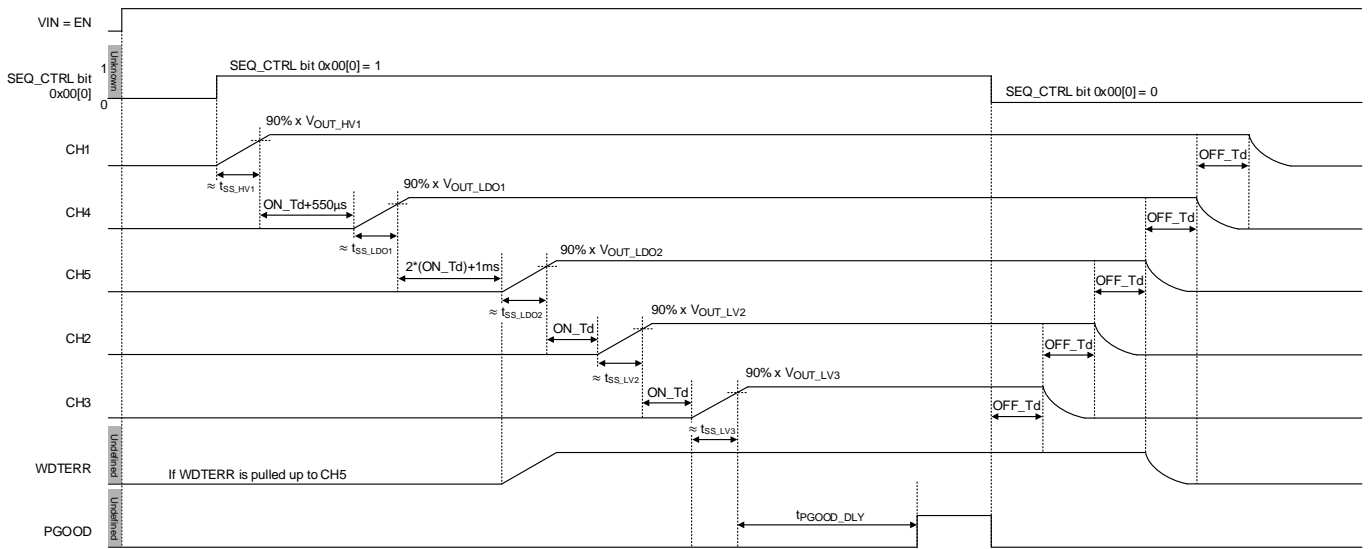 VIN = EN
Unknown
1
SEQ_CTRL bit 0x00[0] = 1
SEQ_CTRL bit
0x00[0]
0
SEQ_CTRL bit 0x00[0] = 0
90% x VOUT_HV1
CH1
OFF_Td
≈ tSS_HV1
90% x VOUT_LDO1
ON_Td+550µs
CH4
OFF_Td
≈ tSS_LDO1
90% x VOUT_LDO2
2*(ON_Td)+1ms
CH5
OFF_Td
≈ tSS_LDO2
90% x VOUT_LV2
ON_Td
CH2
OFF_Td
≈ tSS_LV2
90% x VOUT_LV3
ON_Td
CH3
OFF_Td
≈ tSS_LV3
Undefined
WDTERR
If WDTERR is pulled up to CH5
Undefined
tPGOOD_DLY
PGOOD